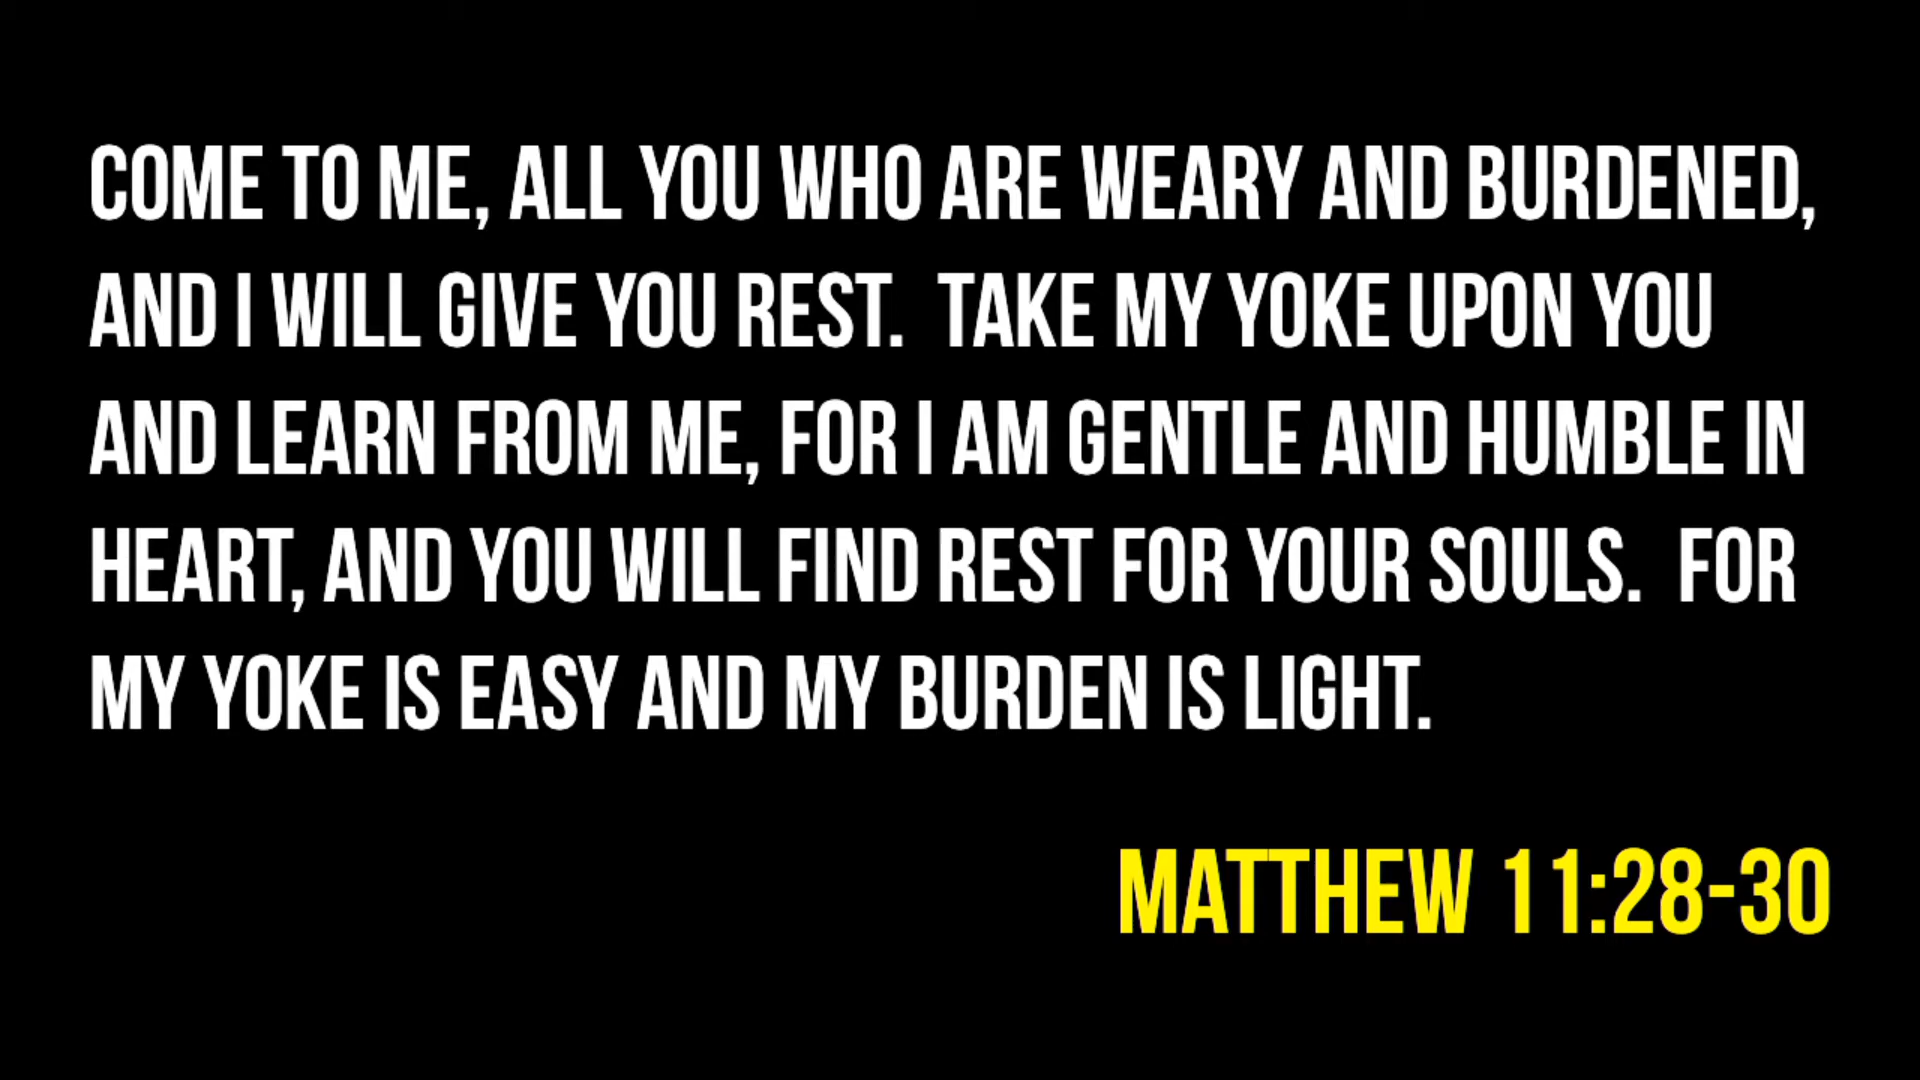 COME TO ME, ALL YOU WHO ARE WEARY AND BURDENED,
AND I WILL GIVE YOU REST.  TAKE MY YOKE UPON YOU
AND LEARN FROM ME, FOR I AM GENTLE AND HUMBLE IN
HEART, AND YOU WILL FIND REST FOR YOUR SOULS.  FOR
MY YOKE IS EASY AND MY BURDEN IS LIGHT.
MATTHEW 11:28-30